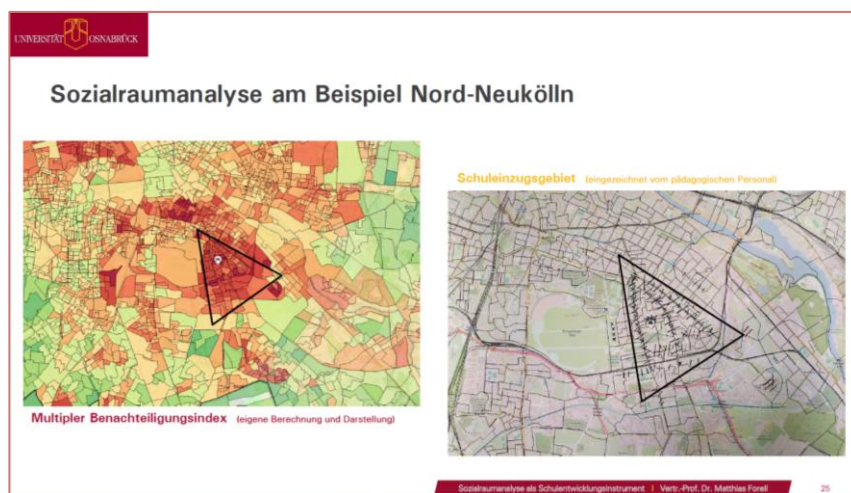 UNIVERSITÄT OSNABRÜCK
Sozialraumanalyse am Beispiel Nord-Neukölln
Schuleinzugsgebiet (eingezeichnet vom pädagogischen Personal)
Multipler Benachteiligungsindex (eigene Berechnung und Darstellung)
Sozialraumanalyse als Schulentwicklungsinstrument | Vertr.-Prof. Dr. Matthias Forell 25